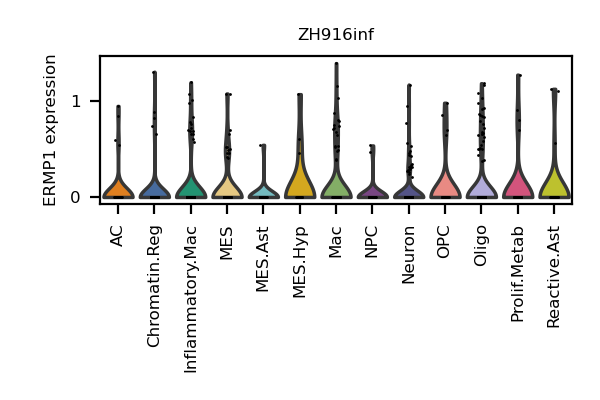 ZH916inf
ERMP1 expression
1
0
AC
Chromatin.Reg
Inflammatory.Mac
MES
MES.Ast
MES.Hyp
Mac
NPC
Neuron
OPC
Oligo
Prolif.Metab
Reactive.Ast